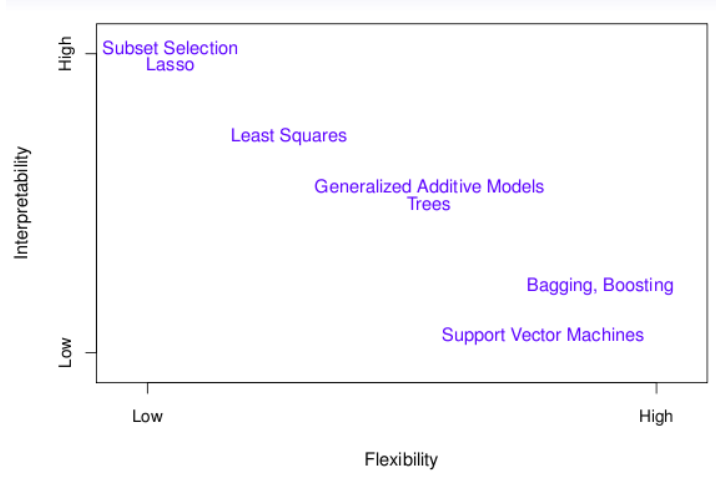 High
Subset Selection
Lasso
Least Squares
Generalized Additive Models
Trees
Interpretability
Bagging, Boosting
Support Vector Machines
Low
Low
High
Flexibility